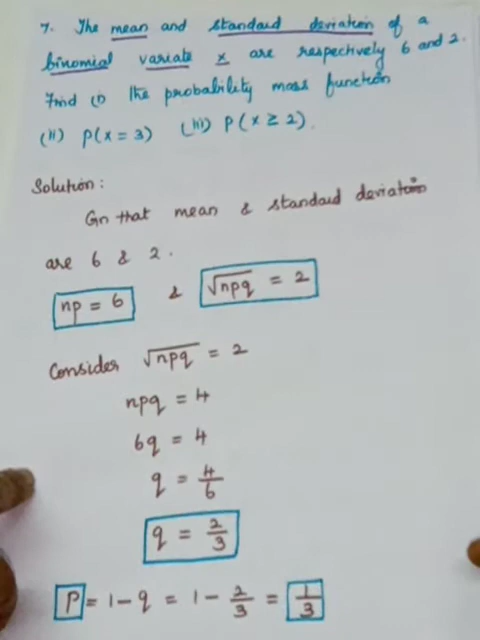 7. The mean and standard deviation of a
binomial variate x are respectively 6 and 2.
Find (i) The probability mass function
(ii) P(x = 3) (iii) P(x ≥ 2).
Solution:
Gn that mean & standard deviation
are 6 & 2.
np = 6 & √npq = 2
Consider √npq = 2
npq = 4
6q = 4
q = 4/6
q = 2/3
P = 1 - q = 1 - 2/3 = 1/3